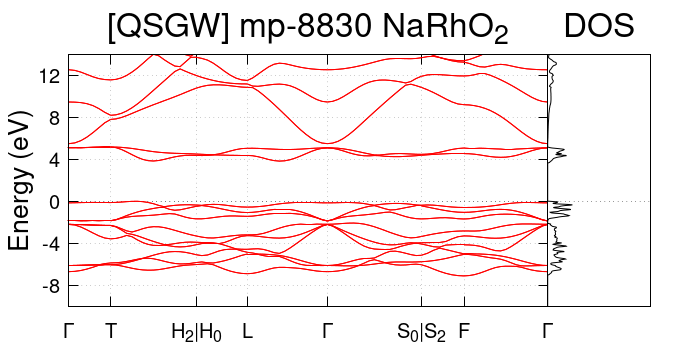 [QSGW] mp-8830 NaRhO2 DOS
Energy (eV)
12
8
4
0
-4
-8
Γ T H2|H0 L Γ S0|S2 F Γ